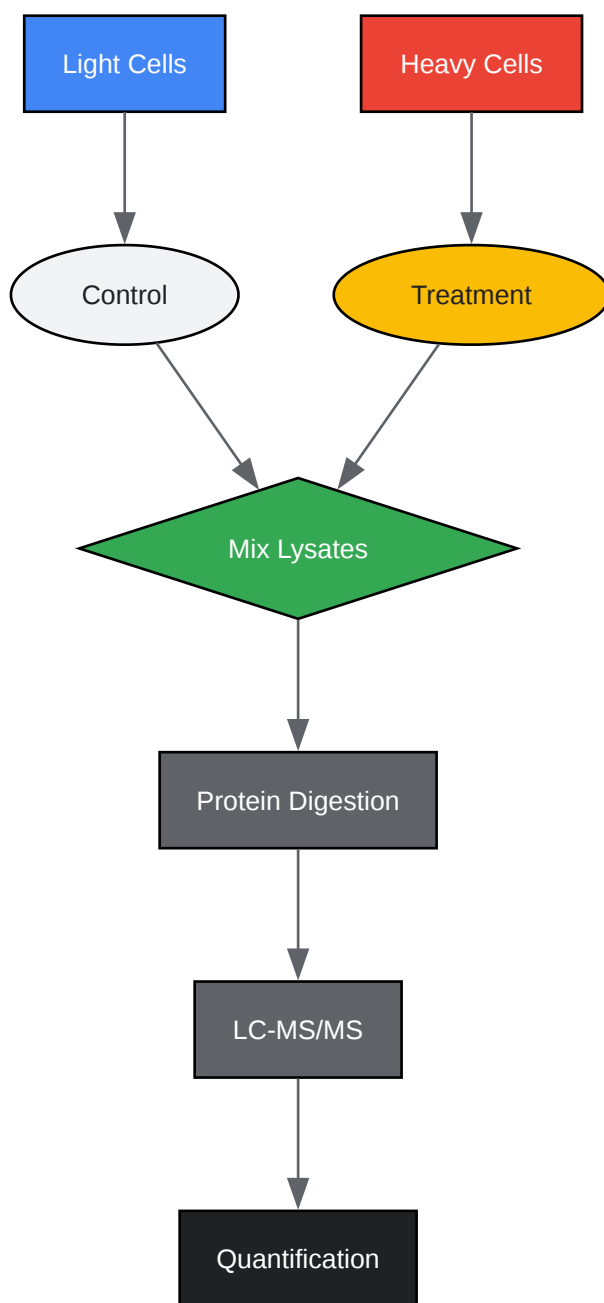 Light Cells
Heavy Cells
Control
Treatment
Mix Lysates
Protein Digestion
LC-MS/MS
Quantification